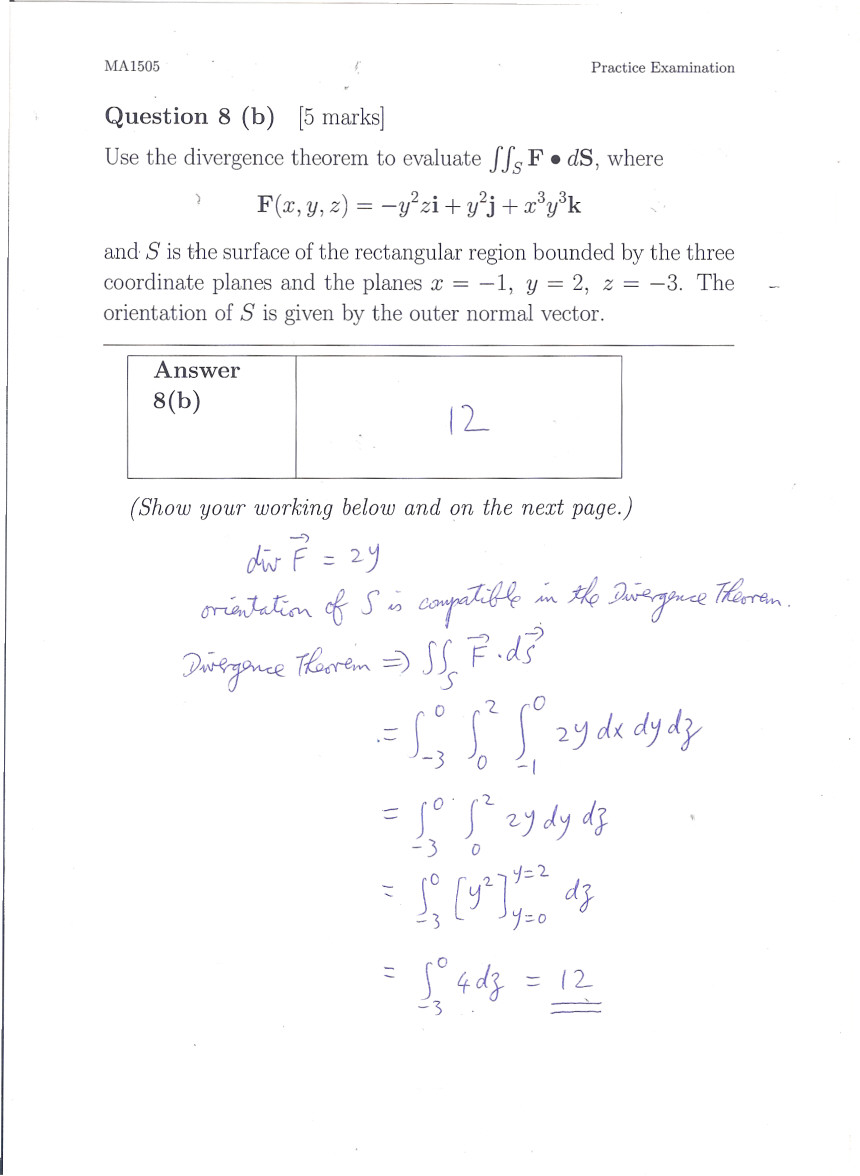 MA1505 Practice Examination
Question 8 (b) [5 marks]
Use the divergence theorem to evaluate ∬_S F • dS, where
F(x, y, z) = −y²zi + y²j + x³y³k
and S is the surface of the rectangular region bounded by the three
coordinate planes and the planes x = −1, y = 2, z = −3. The
orientation of S is given by the outer normal vector.
Answer
8(b)
12
(Show your working below and on the next page.)
div F⃗ = 2y
orientation of S is compatible in the Divergence Theorem.
Divergence Theorem ⇒ ∬_S F⃗ · dS⃗
= ∫_{-3}^{0} ∫_{0}^{2} ∫_{-1}^{0} 2y dx dy dz
= ∫_{-3}^{0} ∫_{0}^{2} 2y dy dz
= ∫_{-3}^{0} [y²]_{y=0}^{y=2} dz
= ∫_{-3}^{0} 4 dz = 12